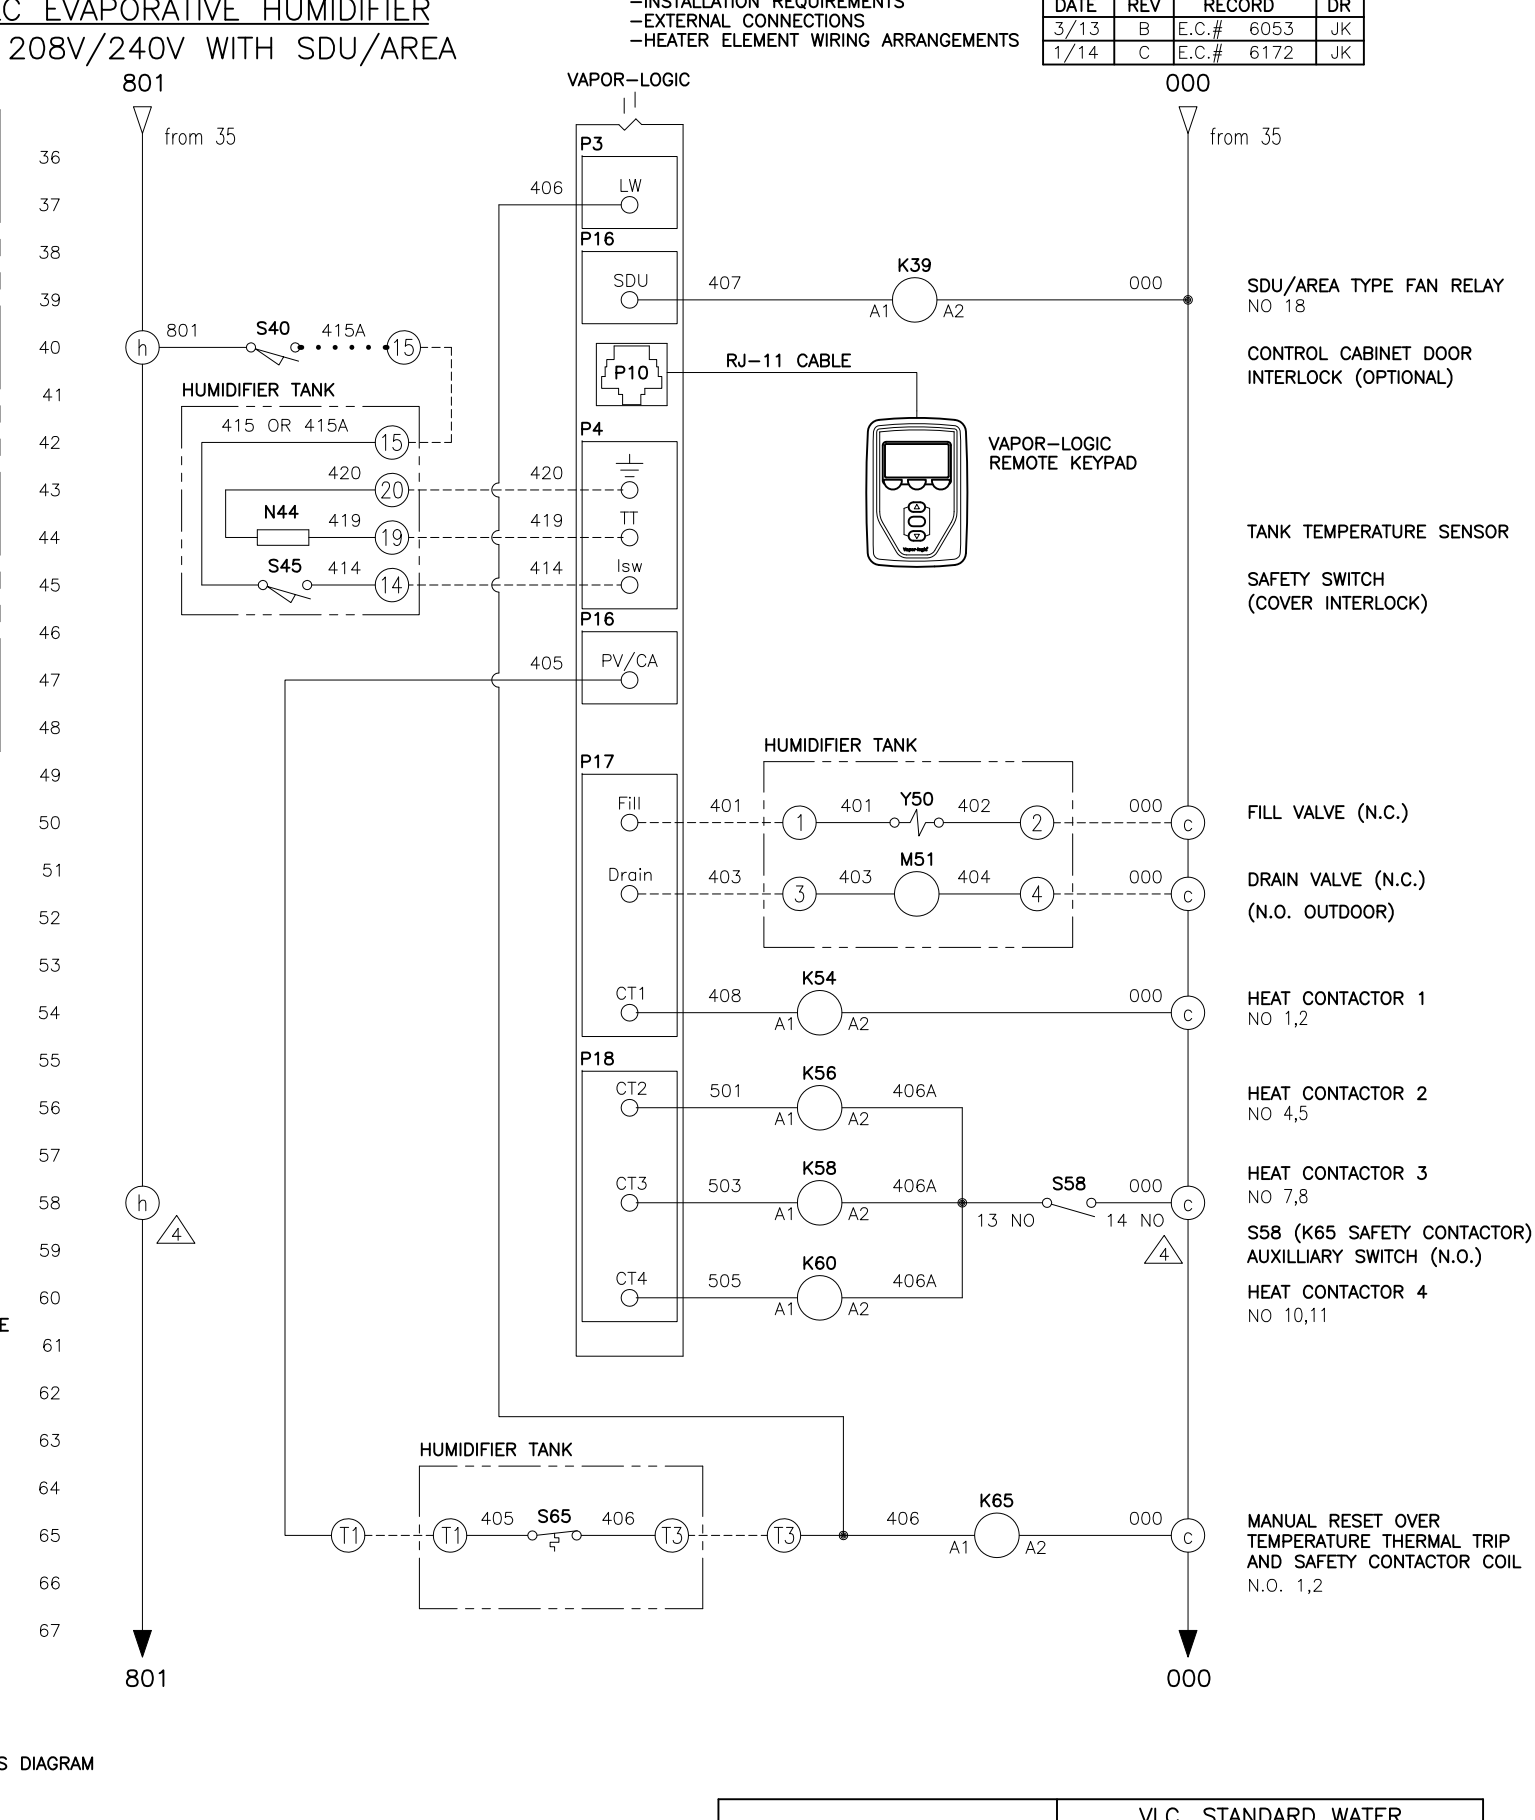 C EVAPORATIVE HUMIDIFIER
208V/240V WITH SDU/AREA
-INSTALLATION REQUIREMENTS
-EXTERNAL CONNECTIONS
-HEATER ELEMENT WIRING ARRANGEMENTS
DATE REV RECORD DR
3/13 B E.C.# 6053 JK
1/14 C E.C.# 6172 JK
801
VAPOR-LOGIC
000
from 35
from 35
P3
36
LW
406
37
P16
38
SDU
407
K39
000
SDU/AREA TYPE FAN RELAY
39
A1
A2
NO 18
801
S40
415A
40
h
15
CONTROL CABINET DOOR
INTERLOCK (OPTIONAL)
P10
RJ-11 CABLE
HUMIDIFIER TANK
41
415 OR 415A
P4
42
15
VAPOR-LOGIC
REMOTE KEYPAD
420
420
43
20
N44
419
419
TT
44
19
TANK TEMPERATURE SENSOR
Vapor-logic
S45
414
414
Isw
45
14
SAFETY SWITCH
(COVER INTERLOCK)
P16
46
405
PV/CA
47
48
HUMIDIFIER TANK
P17
49
Fill
401
401
Y50
402
000
50
1
2
c
FILL VALVE (N.C.)
51
Drain
403
403
M51
404
000
3
4
c
DRAIN VALVE (N.C.)
52
(N.O. OUTDOOR)
53
CT1
408
K54
000
54
A1
A2
c
HEAT CONTACTOR 1
NO 1,2
55
P18
CT2
501
K56
406A
56
A1
A2
HEAT CONTACTOR 2
NO 4,5
57
CT3
503
K58
406A
S58
000
HEAT CONTACTOR 3
58
h
A1
A2
c
NO 7,8
13 NO
14 NO
4
4
59
S58 (K65 SAFETY CONTACTOR)
AUXILLIARY SWITCH (N.O.)
CT4
505
K60
406A
60
A1
A2
HEAT CONTACTOR 4
NO 10,11
E
61
62
63
HUMIDIFIER TANK
64
405
S65
406
406
K65
000
65
T1
T1
T3
T3
A1
A2
c
MANUAL RESET OVER
TEMPERATURE THERMAL TRIP
AND SAFETY CONTACTOR COIL
66
N.O. 1,2
67
801
000
S DIAGRAM
VLC STANDARD WATER